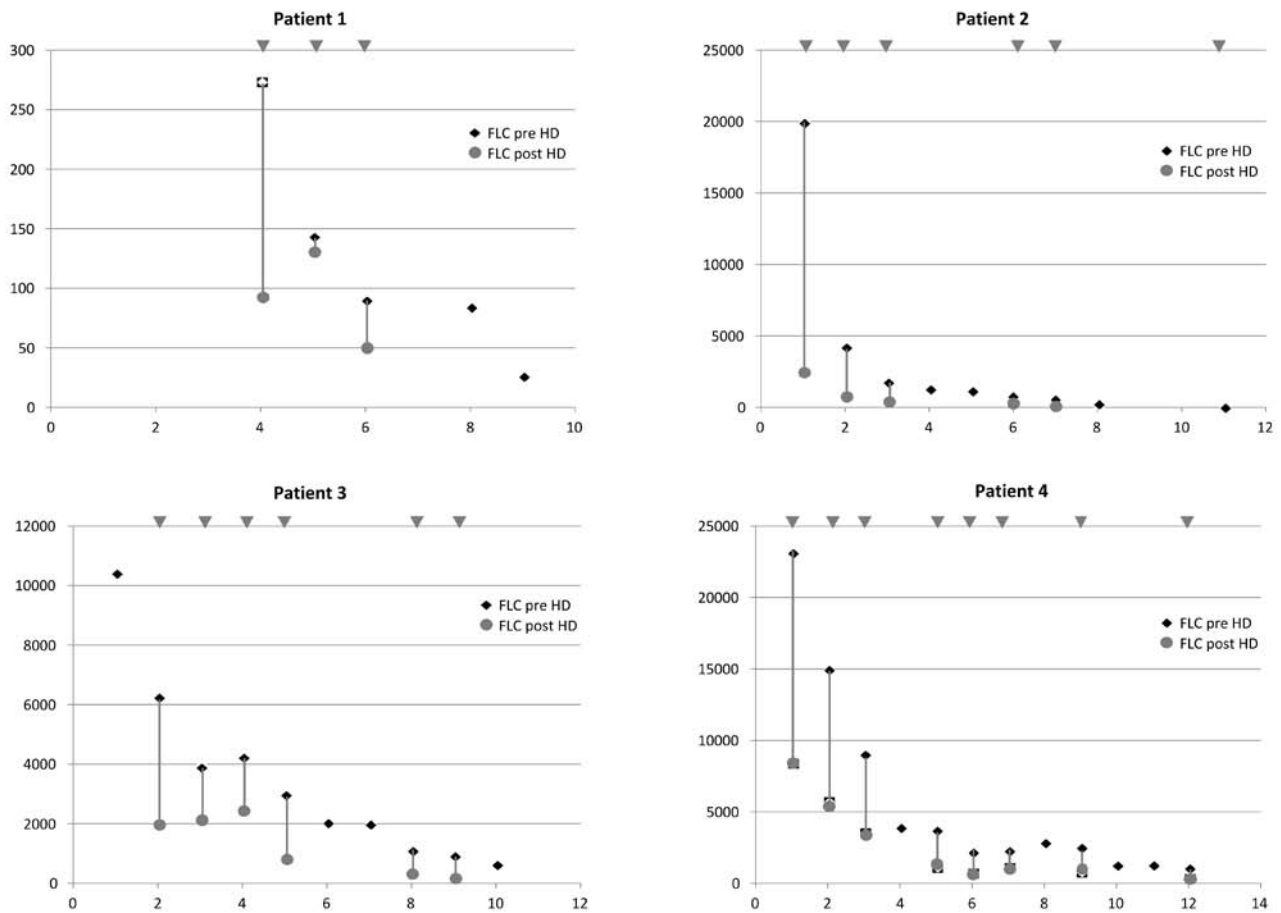 Patient 1
300
250
200
150
100
50
0
0 2 4 6 8 10
FLC pre HD
FLC post HD
Patient 2
25000
20000
15000
10000
5000
0
0 2 4 6 8 10 12
FLC pre HD
FLC post HD
Patient 3
12000
10000
8000
6000
4000
2000
0
0 2 4 6 8 10 12
FLC pre HD
FLC post HD
Patient 4
25000
20000
15000
10000
5000
0
0 2 4 6 8 10 12 14
FLC pre HD
FLC post HD